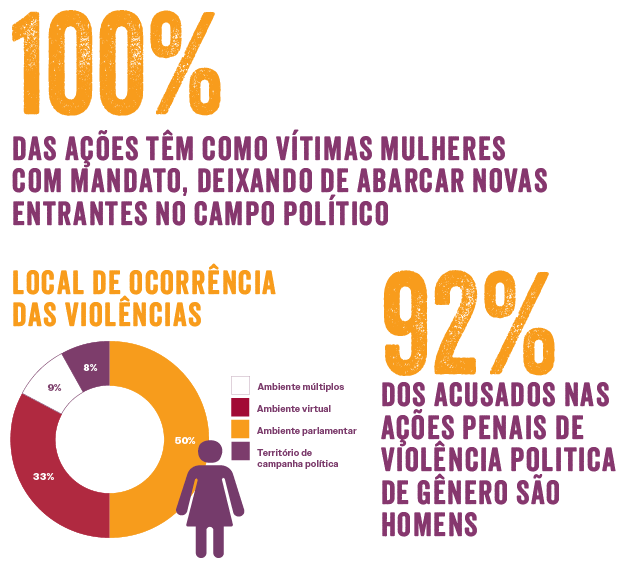 100%
DAS AÇÕES TÊM COMO VÍTIMAS MULHERES
COM MANDATO, DEIXANDO DE ABARCAR NOVAS
ENTRANTES NO CAMPO POLÍTICO
LOCAL DE OCORRÊNCIA
DAS VIOLÊNCIAS
8%
9%
50%
33%
Ambiente múltiplos
Ambiente virtual
Ambiente parlamentar
Território de
campanha política
92%
DOS ACUSADOS NAS
AÇÕES PENAIS DE
VIOLÊNCIA POLITICA
DE GÊNERO SÃO
HOMENS